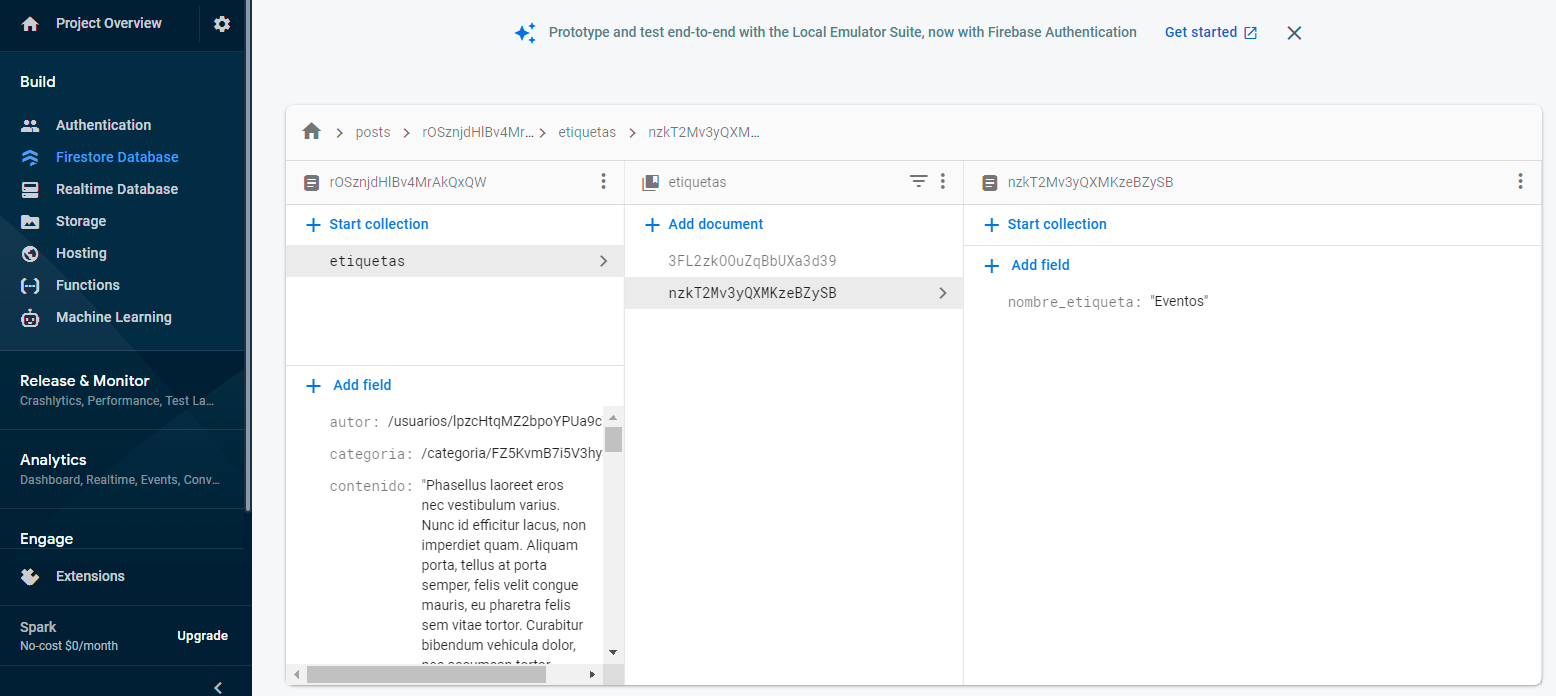 Project Overview
Build
Authentication
Firestore Database
Realtime Database
Storage
Hosting
Functions
Machine Learning
Release & Monitor
Crashlytics, Performance, Test La...
Analytics
Dashboard, Realtime, Events, Conv...
Engage
Extensions
Spark
No-cost $0/month
Upgrade
Prototype and test end-to-end with the Local Emulator Suite, now with Firebase Authentication Get started
posts rOSznjdHlBv4Mr... etiquetas nzkT2Mv3yQXM...
rOSznjdHlBv4MrAkQxQW
Start collection
etiquetas
Add field
autor: /usuarios/lpzcHtqMZ2bpoYPUa9c
categoria: /categoria/FZ5KvmB7i5V3hy
contenido: "Phasellus laoreet eros
nec vestibulum varius.
Nunc id efficitur lacus, non
imperdiet quam. Aliquam
porta, tellus at porta
semper, felis velit congue
mauris, eu pharetra felis
sem vitae tortor. Curabitur
bibendum vehicula dolor,
etiquetas
Add document
3FL2zkOOuZqBbUXa3d39
nzkT2Mv3yQXMKzeBZySB
nzkT2Mv3yQXMKzeBZySB
Start collection
Add field
nombre_etiqueta: "Eventos"